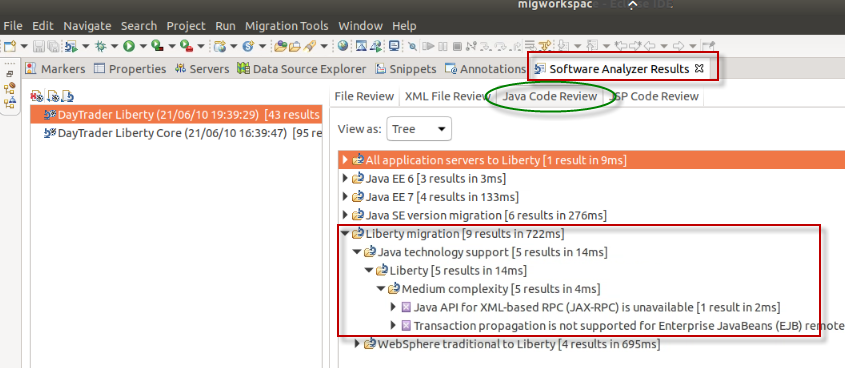 migworkspac - Eclipse IDE
File Edit Navigate Search Project Run Migration Tools Window Help
Markers Properties Servers Data Source Explorer Snippets Annotations Software Analyzer Results
File Review XML File Review Java Code Review JSP Code Review
DayTrader Liberty (21/06/10 19:39:29) [43 results
DayTrader Liberty Core (21/06/10 16:39:47) [95 re
View as: Tree
All application servers to Liberty [1 result in 9ms]
Java EE 6 [3 results in 3ms]
Java EE 7 [4 results in 133ms]
Java SE version migration [6 results in 276ms]
Liberty migration [9 results in 722ms]
Java technology support [5 results in 14ms]
Liberty [5 results in 14ms]
Medium complexity [5 results in 4ms]
Java API for XML-based RPC (JAX-RPC) is unavailable [1 result in 2ms]
Transaction propagation is not supported for Enterprise JavaBeans (EJB) remote
WebSphere traditional to Liberty [4 results in 695ms]